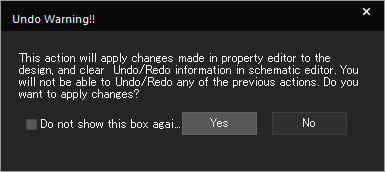 Undo Warning!!
This action will apply changes made in property editor to the
design, and clear  Undo/Redo information in schematic editor. You
will not be able to Undo/Redo any of the previous actions. Do you
want to apply changes?
Do not show this box agai...
Yes
No